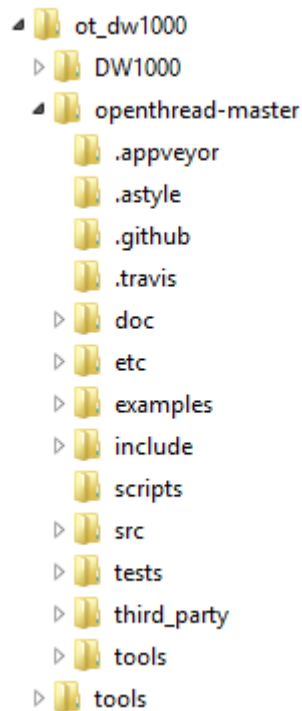 ot_dw1000
DW1000
openthread-master
.appveyor
.astyle
.github
.travis
doc
etc
examples
include
scripts
src
tests
third_party
tools
tools